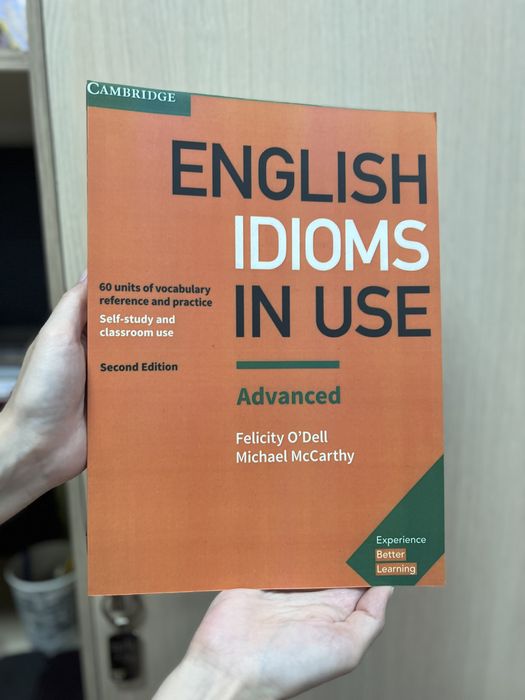 CAMBRIDGE
ENGLISH
IDIOMS
IN USE
60 units of vocabulary
reference and practice
Self-study and
classroom use
Second Edition
Advanced
Felicity O'Dell
Michael McCarthy
Experience
Better
Learning